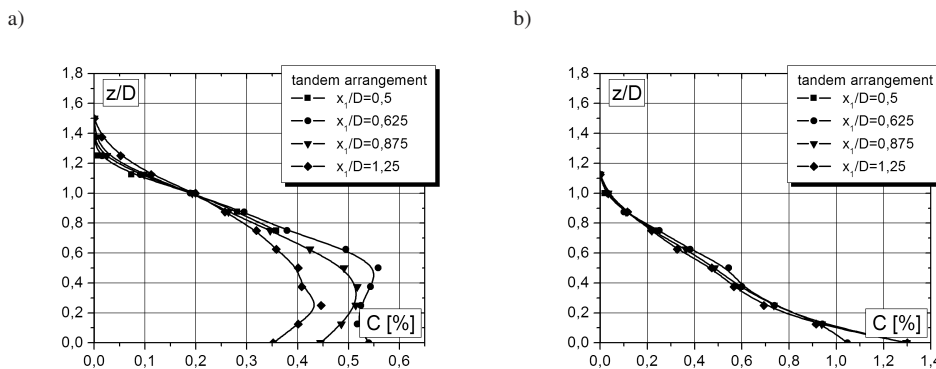 a)
b)
z/D
tandem arrangement
x₁/D=0,5
x₁/D=0,625
x₁/D=0,875
x₁/D=1,25
C [%]
1,8
1,6
1,4
1,2
1,0
0,8
0,6
0,4
0,2
0,0
0,0 0,1 0,2 0,3 0,4 0,5 0,6
z/D
tandem arrangement
x₁/D=0,5
x₁/D=0,625
x₁/D=0,875
x₁/D=1,25
C [%]
1,8
1,6
1,4
1,2
1,0
0,8
0,6
0,4
0,2
0,0
0,0 0,2 0,4 0,6 0,8 1,0 1,2 1,4